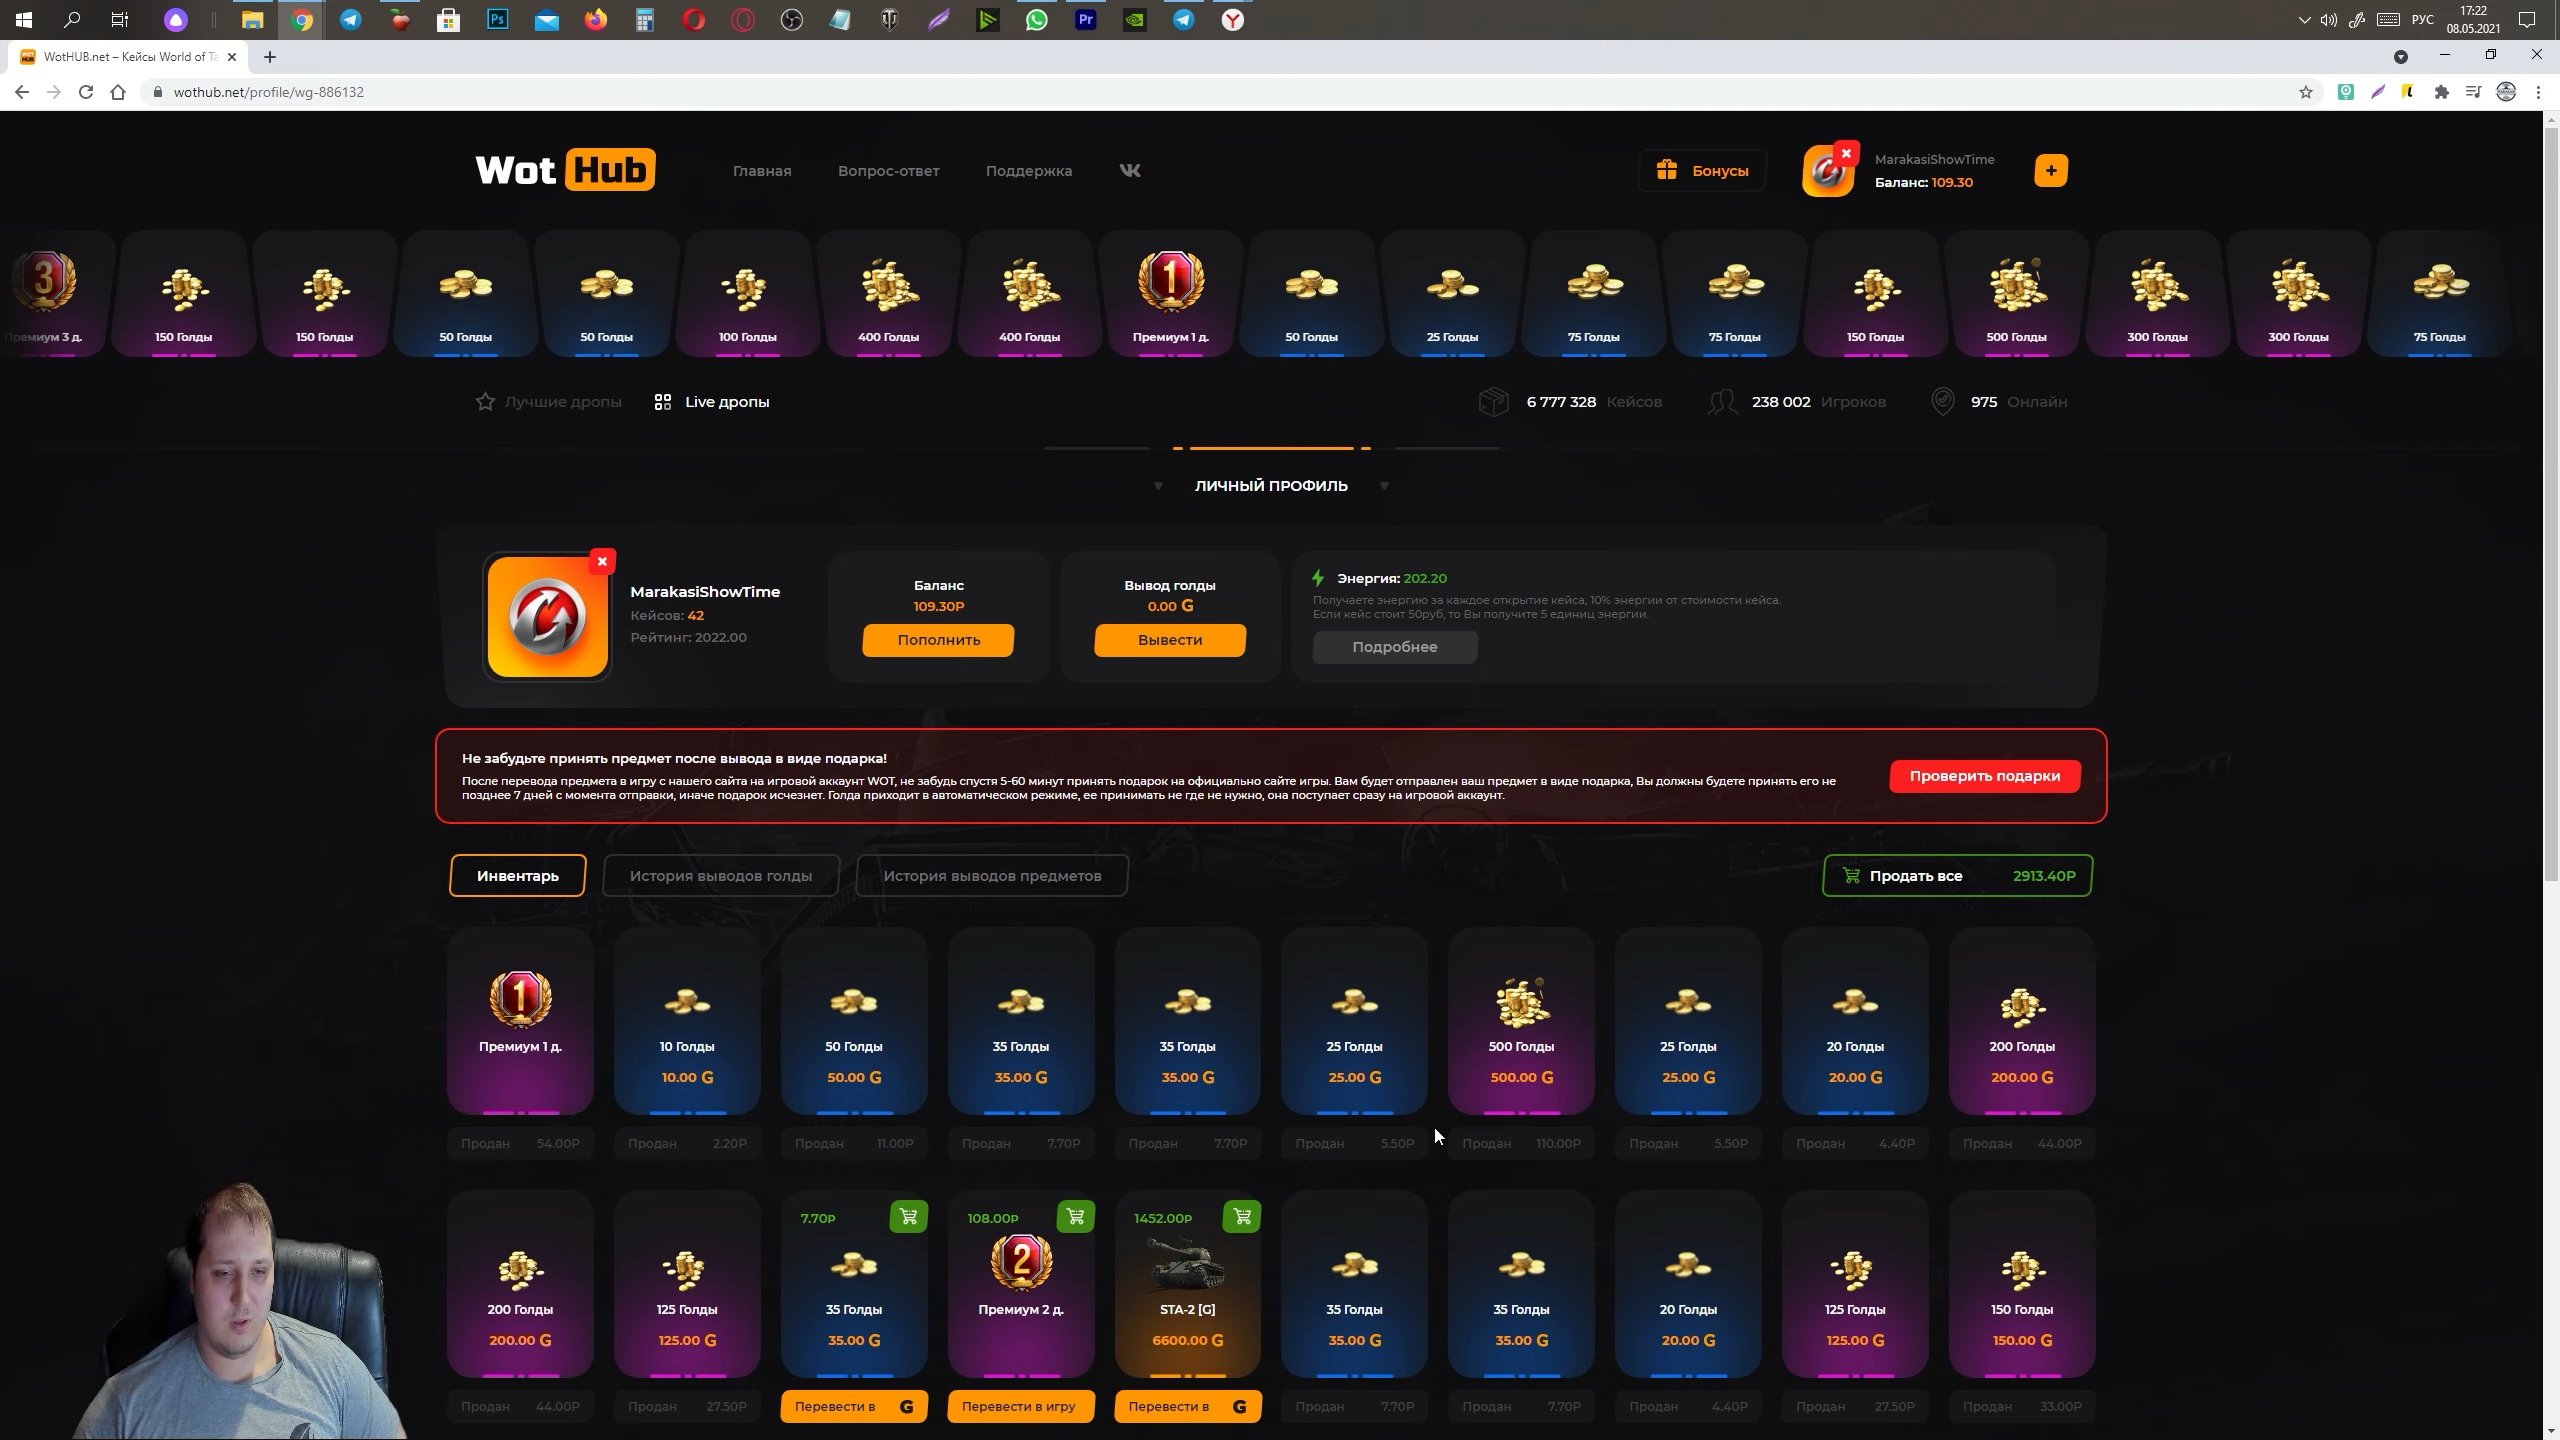 17:22
РУС
08.05.2021
WotHUB.net – Кейсы World of Ta
wothub.net/profile/wg-886132
Wot Hub
Главная
Вопрос-ответ
Поддержка
Бонусы
MarakasiShowTime
Баланс: 109.30
+
Премиум 3 д.
150 Голды
150 Голды
50 Голды
50 Голды
100 Голды
400 Голды
400 Голды
Премиум 1 д.
50 Голды
25 Голды
75 Голды
75 Голды
150 Голды
500 Голды
300 Голды
300 Голды
75 Голды
Лучшие дропы
Live дропы
6 777 328 Кейсов
238 002 Игроков
975 Онлайн
ЛИЧНЫЙ ПРОФИЛЬ
MarakasiShowTime
Кейсов: 42
Рейтинг: 2022.00
Баланс
109.30Р
Пополнить
Вывод голды
0.00 G
Вывести
Энергия: 202.20
Получаете энергию за каждое открытие кейса, 10% энергии от стоимости кейса.
Если кейс стоит 50руб, то Вы получите 5 единиц энергии.
Подробнее
Не забудьте принять предмет после вывода в виде подарка!
После перевода предмета в игру с нашего сайта на игровой аккаунт WOT, не забудь спустя 5-60 минут принять подарок на официально сайте игры. Вам будет отправлен ваш предмет в виде подарка, Вы должны будете принять его не
позднее 7 дней с момента отправки, иначе подарок исчезнет. Голда приходит в автоматическом режиме, ее принимать не где не нужно, она поступает сразу на игровой аккаунт.
Проверить подарки
Инвентарь
История выводов голды
История выводов предметов
Продать все 2913.40Р
Премиум 1 д.
10 Голды
50 Голды
35 Голды
35 Голды
25 Голды
500 Голды
25 Голды
20 Голды
200 Голды
10.00 G
50.00 G
35.00 G
35.00 G
25.00 G
500.00 G
25.00 G
20.00 G
200.00 G
Продан 54.00Р
Продан 2.20Р
Продан 11.00Р
Продан 7.70Р
Продан 7.70Р
Продан 5.50Р
Продан 110.00Р
Продан 5.50Р
Продан 4.40Р
Продан 44.00Р
7.70Р
108.00Р
1452.00Р
200 Голды
125 Голды
35 Голды
Премиум 2 д.
STA-2 [G]
35 Голды
35 Голды
20 Голды
125 Голды
150 Голды
200.00 G
125.00 G
35.00 G
6600.00 G
35.00 G
35.00 G
20.00 G
125.00 G
150.00 G
Продан 44.00Р
Продан 27.50Р
Перевести в G
Перевести в игру
Перевести в G
Продан 7.70Р
Продан 7.70Р
Продан 4.40Р
Продан 27.50Р
Продан 33.00Р